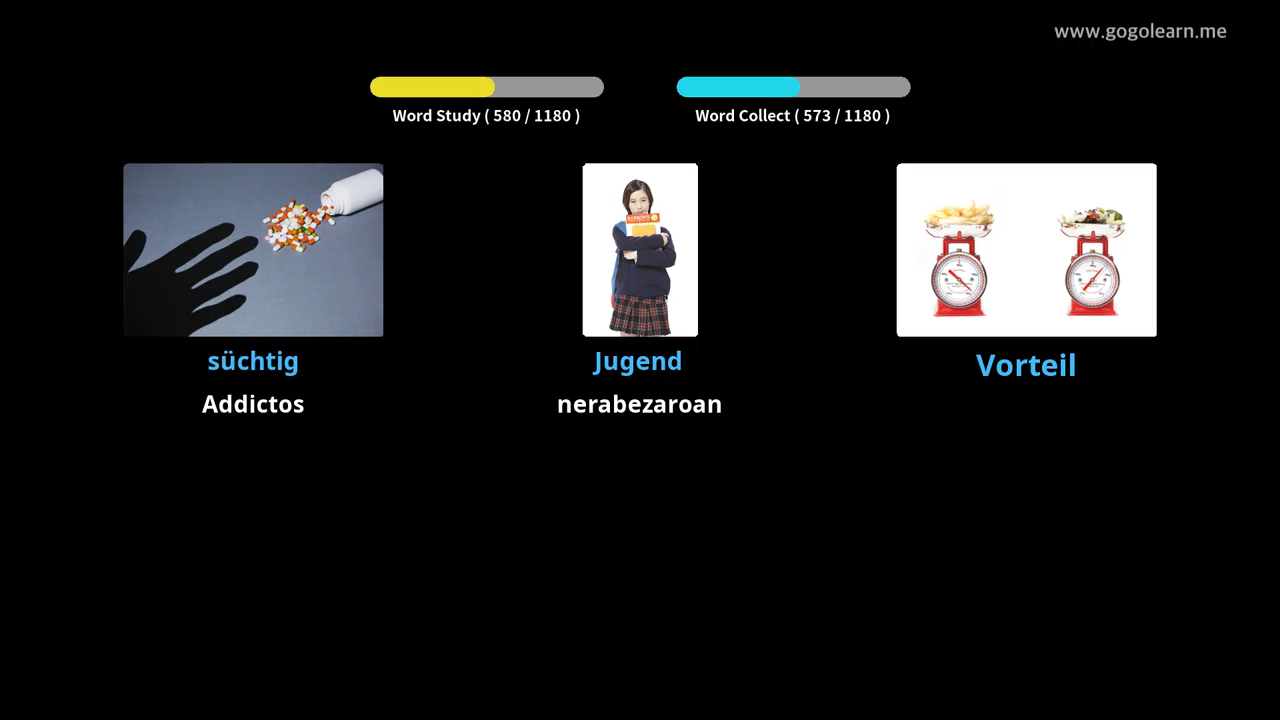 www.gogolearn.me
Word Study ( 580 / 1180 )
Word Collect ( 573 / 1180 )
süchtig
Jugend
Vorteil
Addictos
nerabezaroan